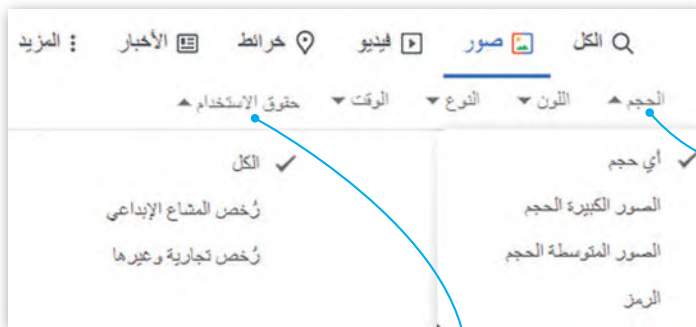 الكل صور فيديو خرائط الأخبار المزيد
الحجم اللون النوع الوقت حقوق الاستخدام
أي حجم
الصور الكبيرة الحجم
الصور المتوسطة الحجم
الرمز
الكل
رُخص المشاع الإبداعي
رُخص تجارية وغيرها